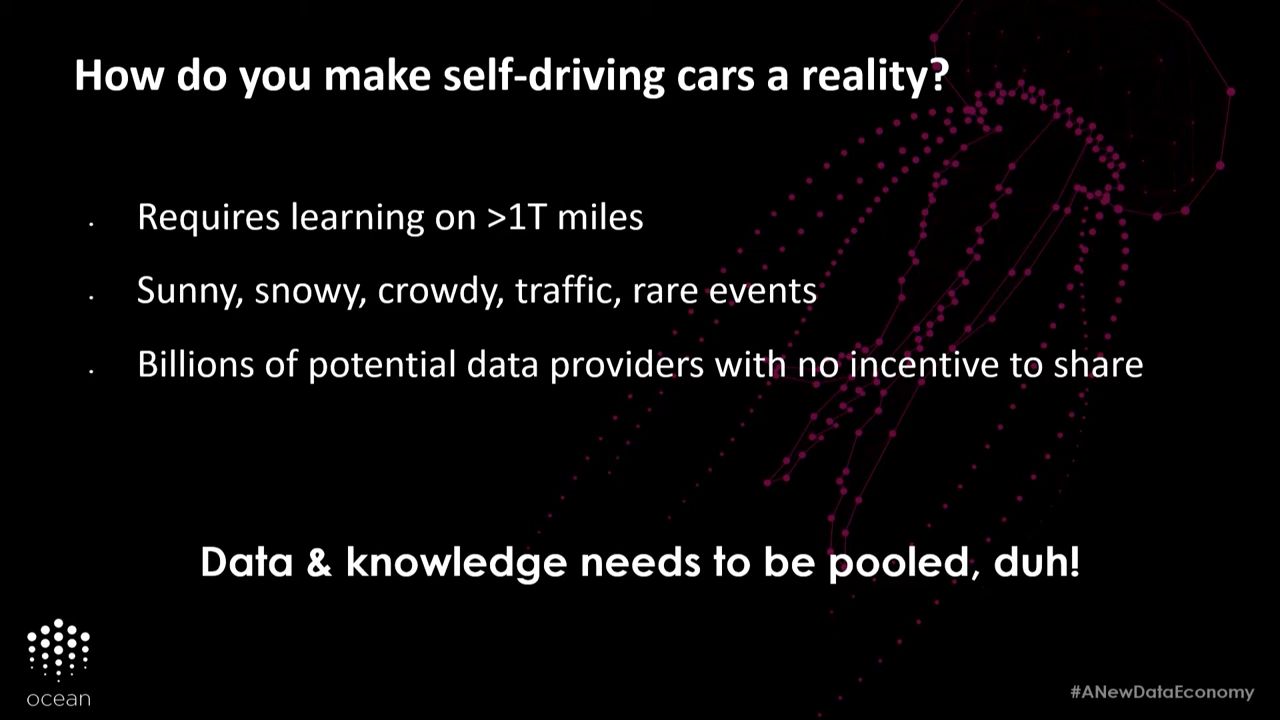 How do you make self-driving cars a reality?
. Requires learning on >1T miles
. Sunny, snowy, crowdy, traffic, rare events
. Billions of potential data providers with no incentive to share
Data & knowledge needs to be pooled, duh!
ocean
#ANewDataEconomy